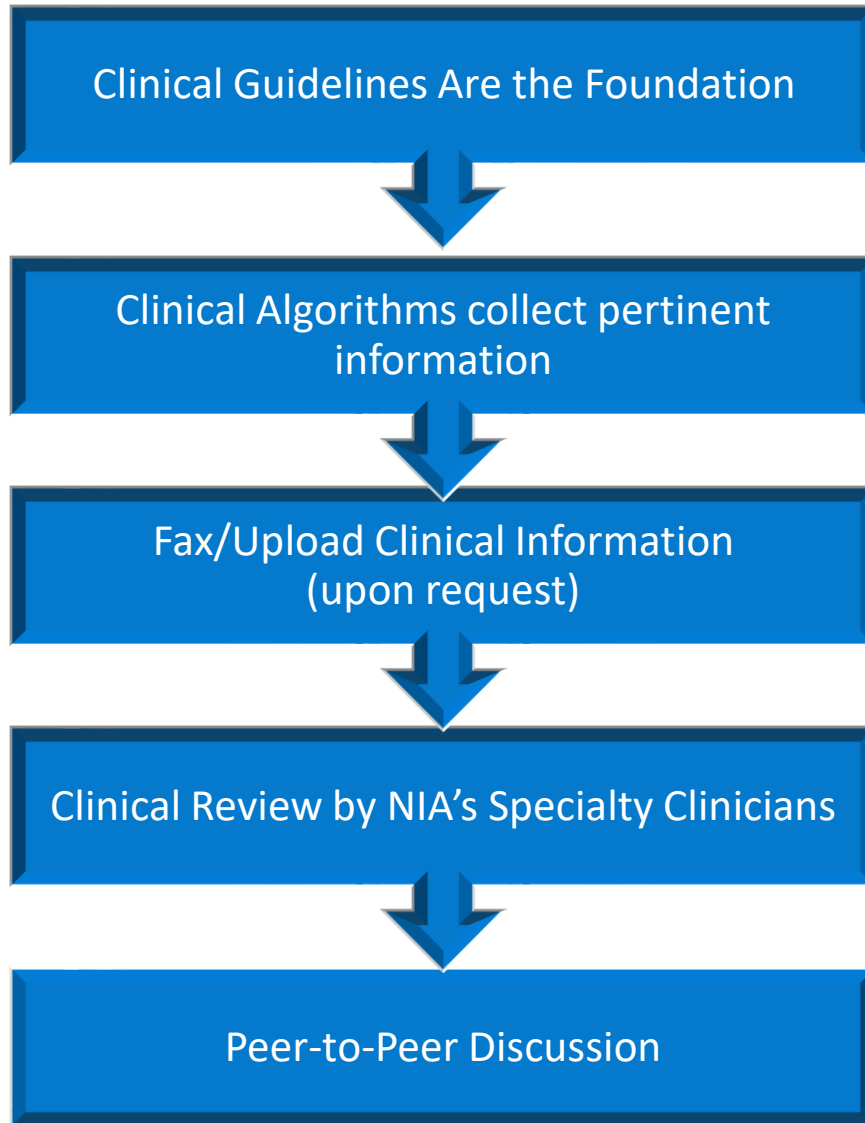 Clinical Guidelines Are the Foundation
Clinical Algorithms collect pertinent
information
Fax/Upload Clinical Information
(upon request)
Clinical Review by NIA’s Specialty Clinicians
Peer-to-Peer Discussion